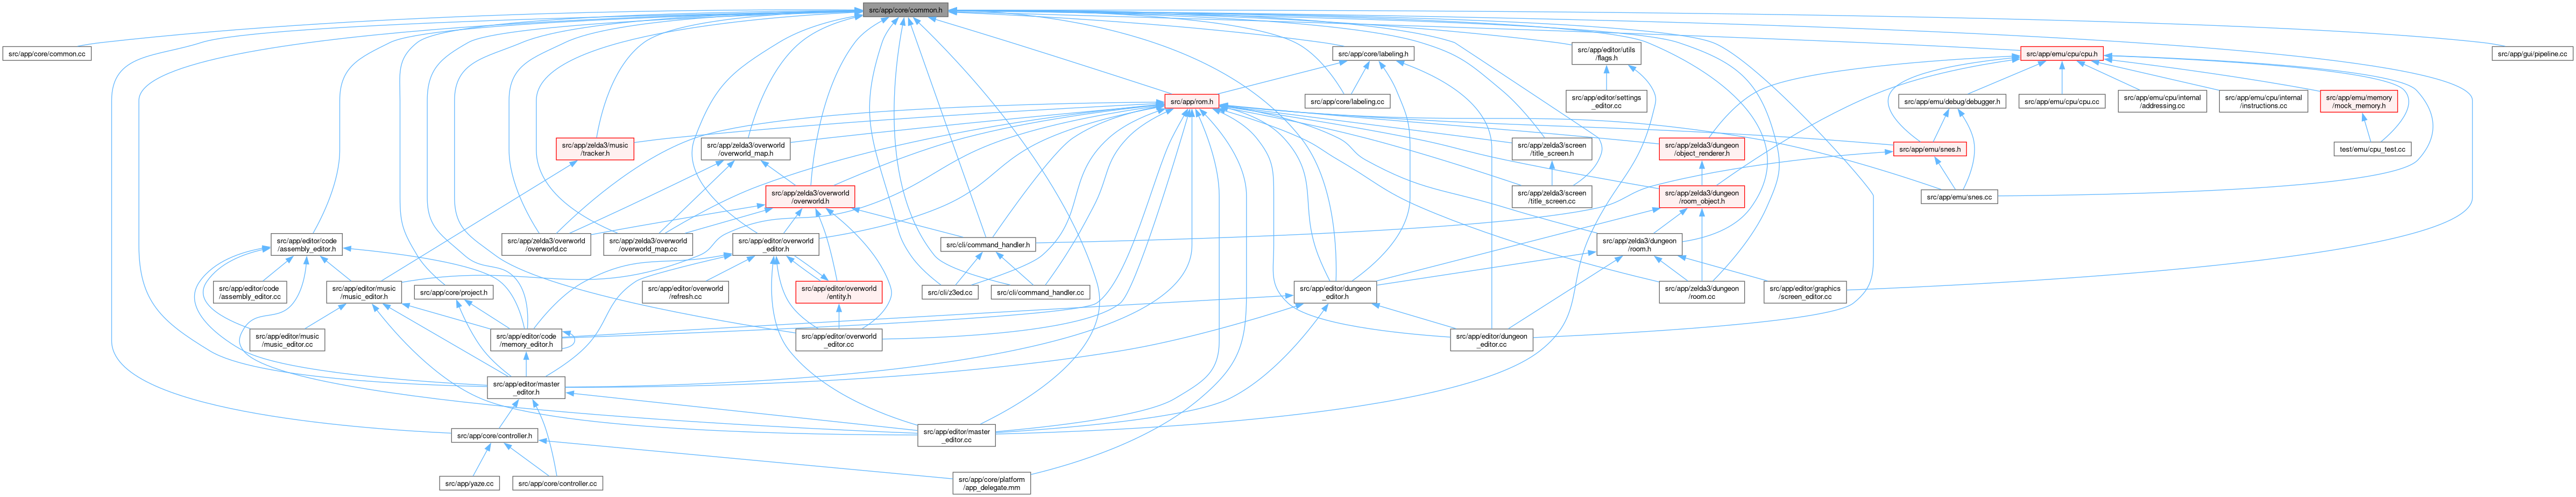 src/app/core/common.h
src/app/core/common.cc
src/app/core/labeling.h
src/app/editor/utils
/flags.h
src/app/emu/cpu/cpu.h
src/app/gui/pipeline.cc
src/app/rom.h
src/app/core/labeling.cc
src/app/editor/settings
_editor.cc
src/app/emu/debug/debugger.h
src/app/emu/cpu/cpu.cc
src/app/emu/cpu/internal
/addressing.cc
src/app/emu/cpu/internal
/instructions.cc
src/app/emu/memory
/mock_memory.h
src/app/zelda3/music
/tracker.h
src/app/zelda3/overworld
/overworld_map.h
src/app/zelda3/screen
/title_screen.h
src/app/zelda3/dungeon
/object_renderer.h
src/app/emu/snes.h
test/emu/cpu_test.cc
src/app/zelda3/overworld
/overworld.h
src/app/zelda3/screen
/title_screen.cc
src/app/zelda3/dungeon
/room_object.h
src/app/emu/snes.cc
src/app/editor/code
/assembly_editor.h
src/app/zelda3/overworld
/overworld.cc
src/app/zelda3/overworld
/overworld_map.cc
src/app/editor/overworld
_editor.h
src/cli/command_handler.h
src/app/zelda3/dungeon
/room.h
src/app/editor/code
/assembly_editor.cc
src/app/editor/music
/music_editor.h
src/app/core/project.h
src/app/editor/overworld
/refresh.cc
src/app/editor/overworld
/entity.h
src/cli/z3ed.cc
src/cli/command_handler.cc
src/app/editor/dungeon
_editor.h
src/app/zelda3/dungeon
/room.cc
src/app/editor/graphics
/screen_editor.cc
src/app/editor/music
/music_editor.cc
src/app/editor/code
/memory_editor.h
src/app/editor/overworld
_editor.cc
src/app/editor/dungeon
_editor.cc
src/app/editor/master
_editor.h
src/app/core/controller.h
src/app/editor/master
_editor.cc
src/app/yaze.cc
src/app/core/controller.cc
src/app/core/platform
/app_delegate.mm